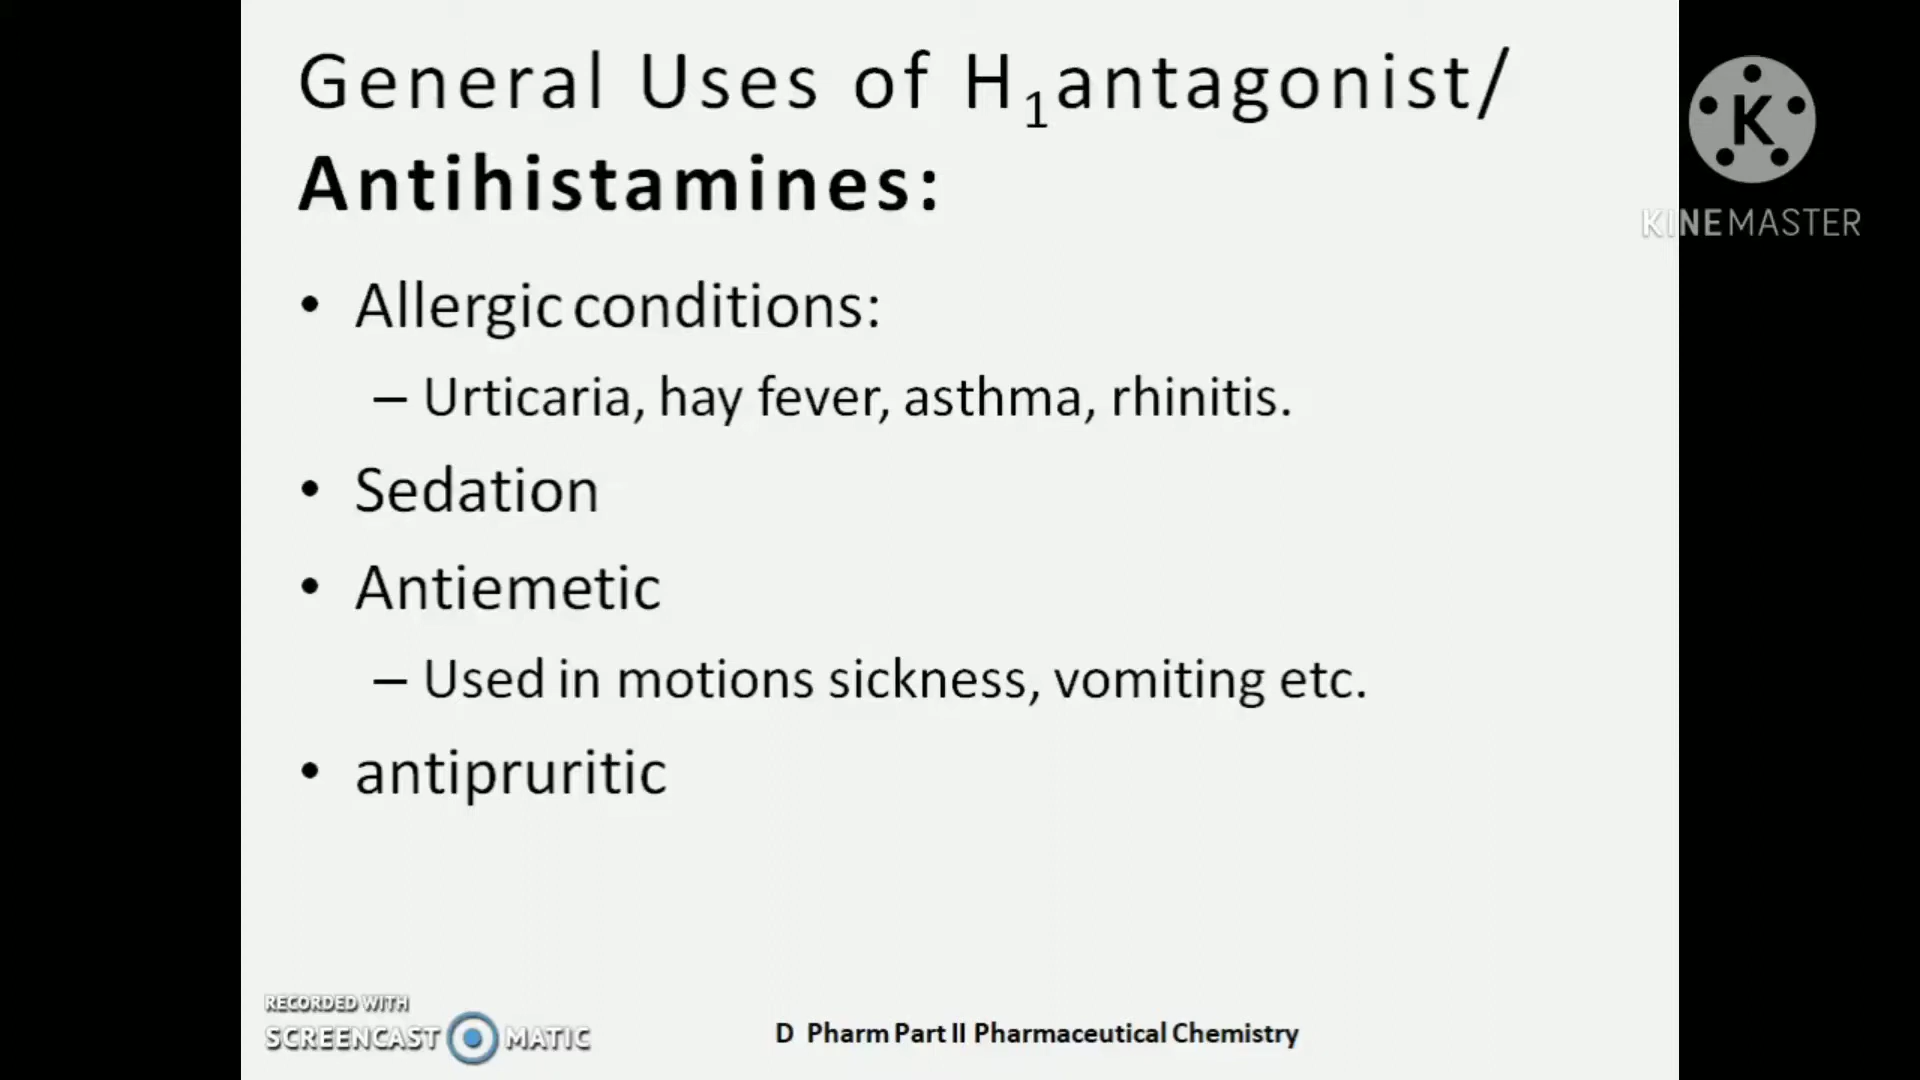 General Uses of H₁antagonist/
Antihistamines:
K
KINEMASTER
• Allergic conditions:
– Urticaria, hay fever, asthma, rhinitis.
• Sedation
• Antiemetic
– Used in motions sickness, vomiting etc.
• antipruritic
RECORDED WITH
SCREENCAST MATIC
D Pharm Part II Pharmaceutical Chemistry